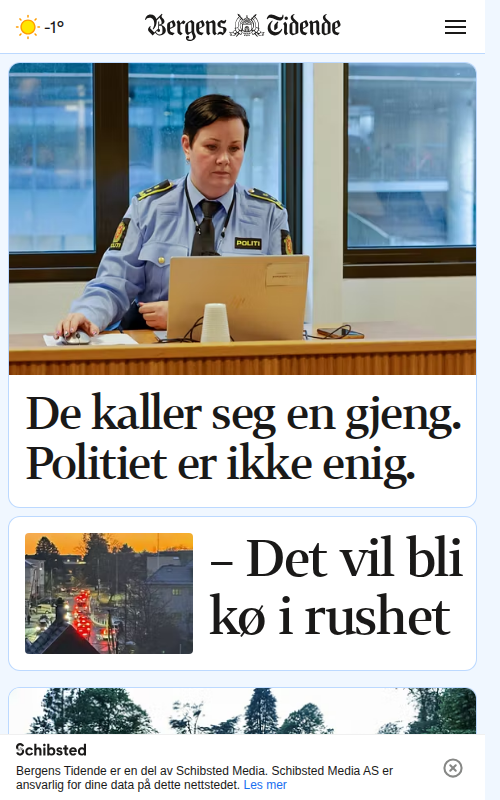 -1°
Bergens Tidende
POLITI
De kaller seg en gjeng.
Politiet er ikke enig.
– Det vil bli
kø i rushet
Schibsted
Bergens Tidende er en del av Schibsted Media. Schibsted Media AS er
ansvarlig for dine data på dette nettstedet. Les mer